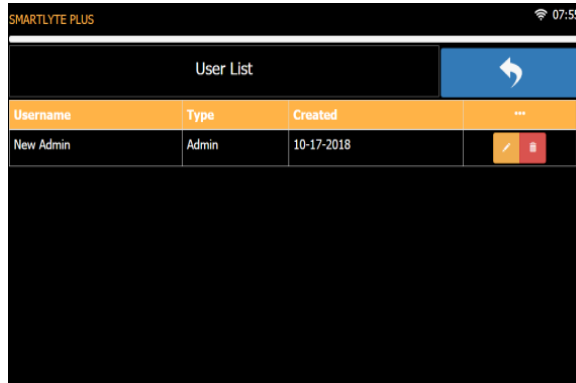 SMARTLYTE PLUS 07:55
User List
Username Type Created ...
New Admin Admin 10-17-2018